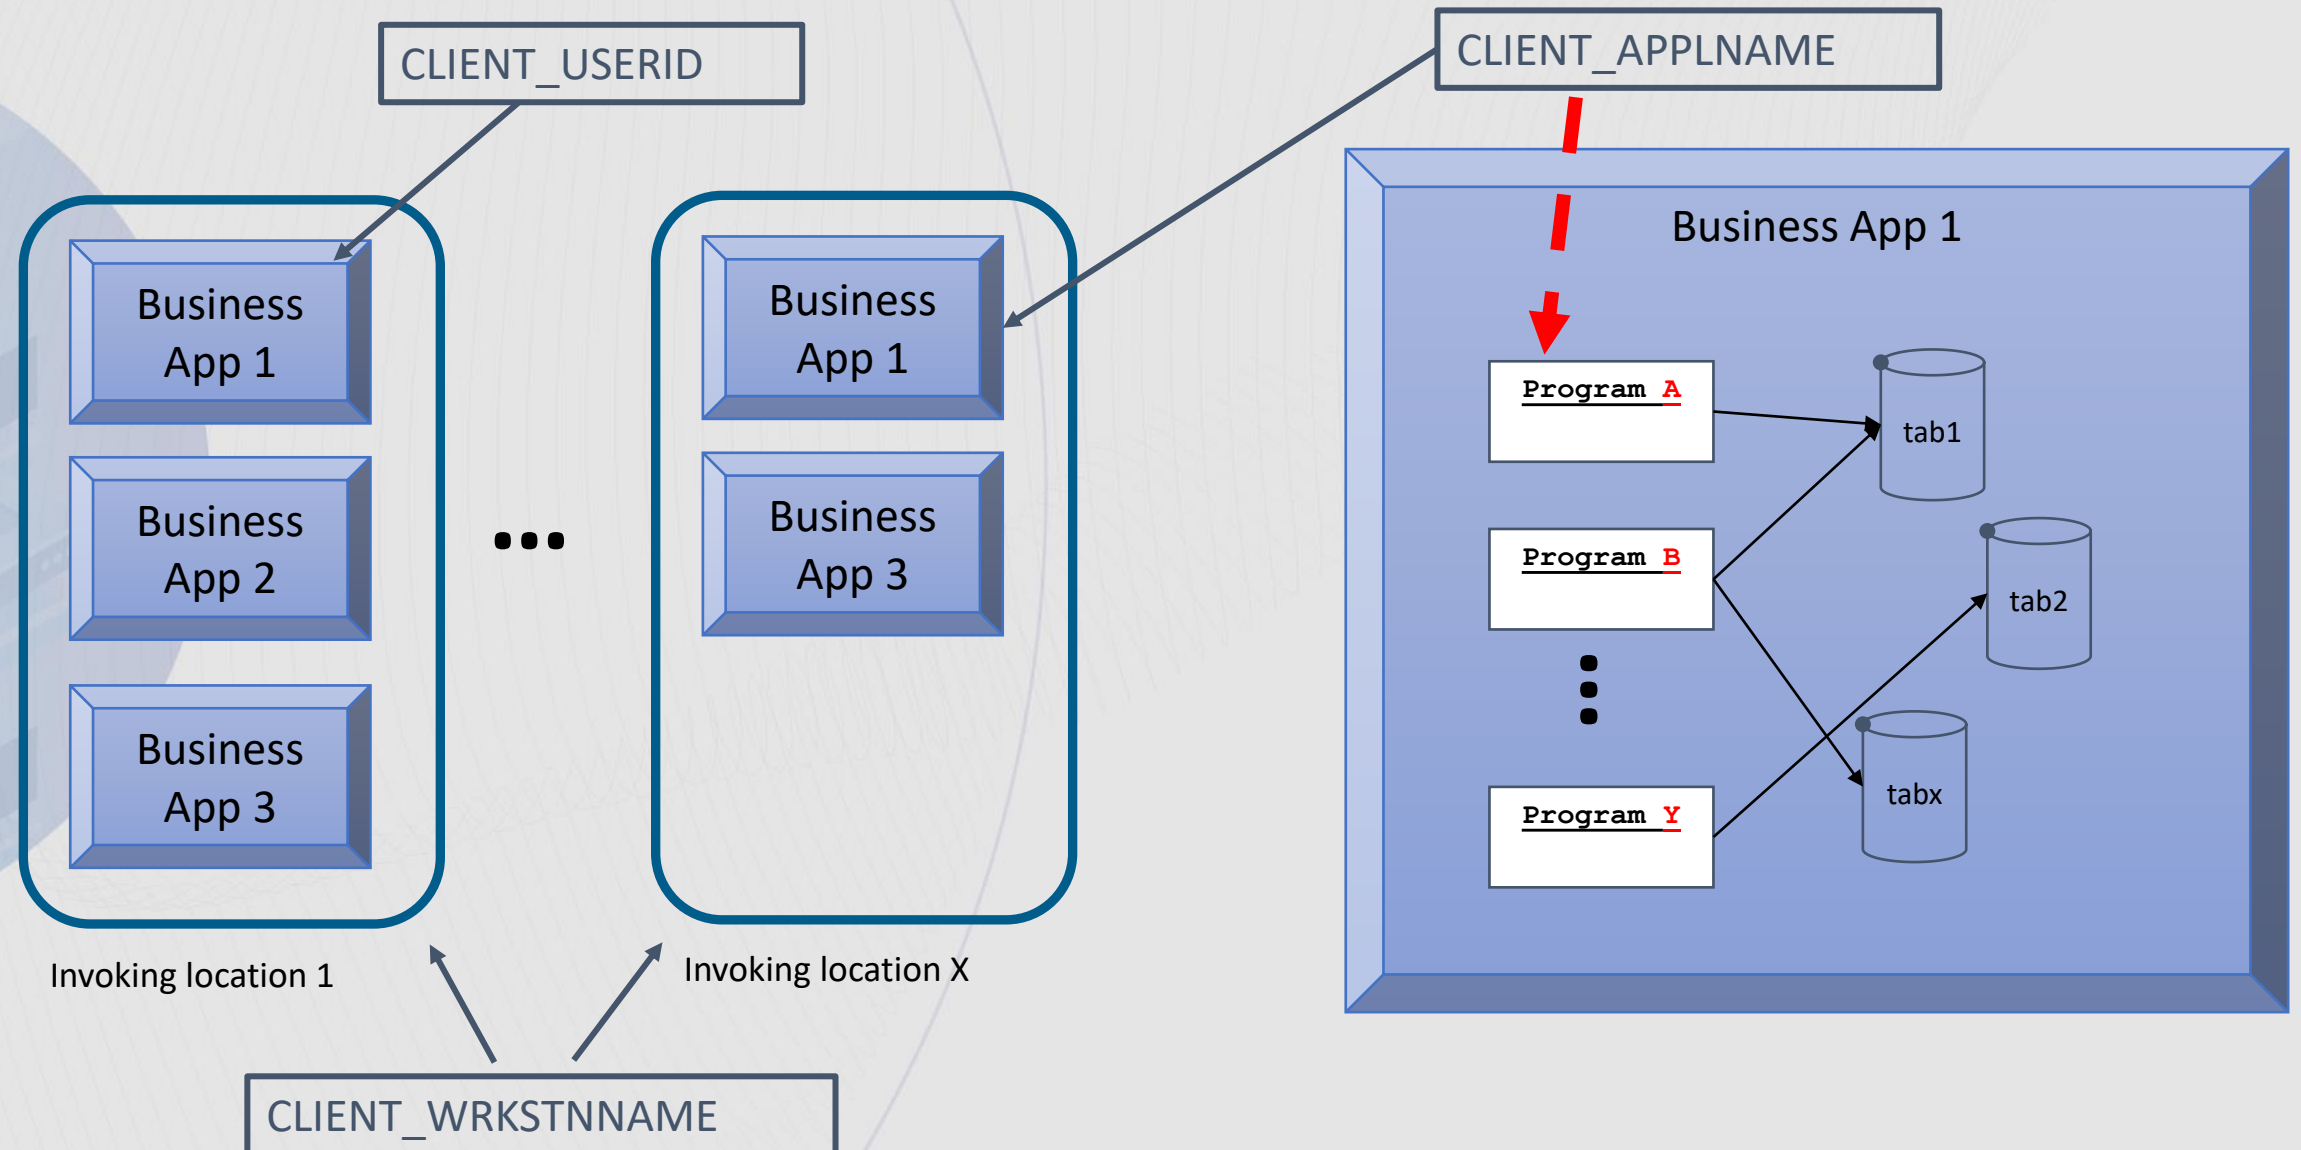 CLIENT_USERID
CLIENT_APPLNAME
Business
App 1
Business
App 2
Business
App 3
Invoking location 1
...
Business
App 1
Business
App 3
Invoking location X
CLIENT_WRKSTNNAME
Business App 1
Program A
Program B
Program Y
tab1
tab2
tabx